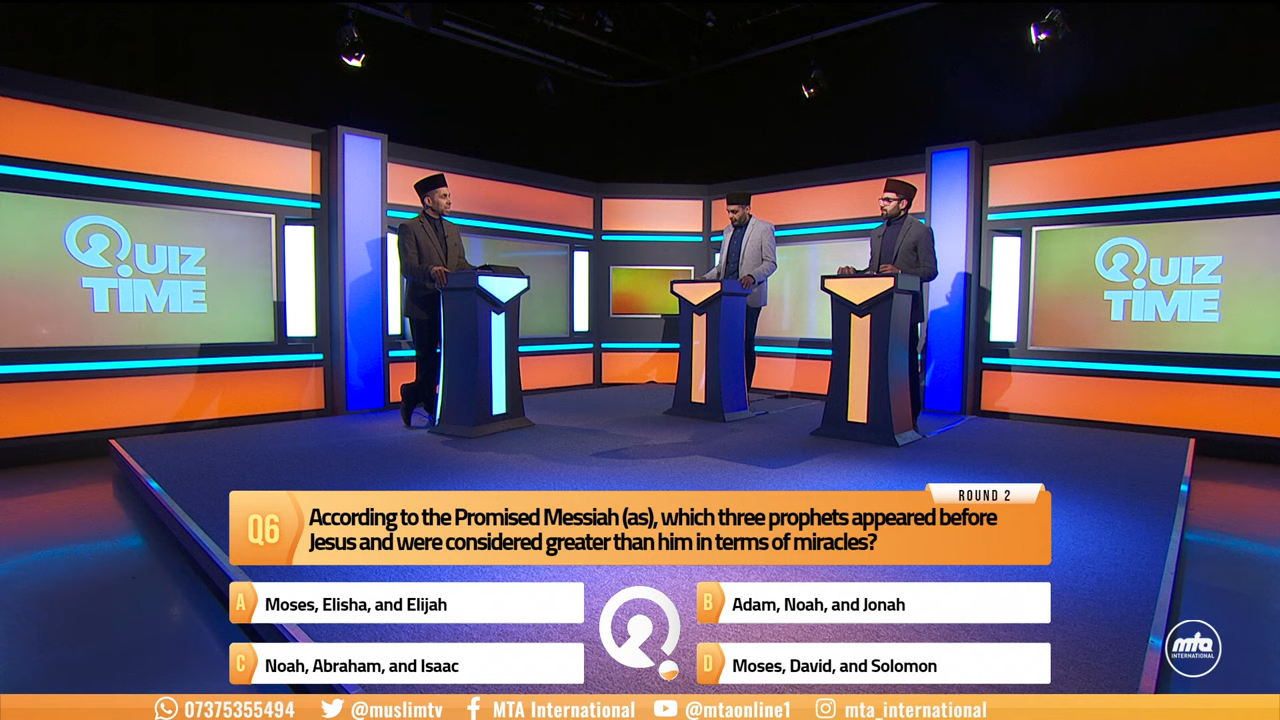 QUIZ
TIME
QUIZ
TIME
ROUND 2
Q6
According to the Promised Messiah (as), which three prophets appeared before
Jesus and were considered greater than him in terms of miracles?
A Moses, Elisha, and Elijah
B Adam, Noah, and Jonah
C Noah, Abraham, and Isaac
D Moses, David, and Solomon
mta
INTERNATIONAL
07375355494 @muslimtv MTA International @mtaonline1 mta_international